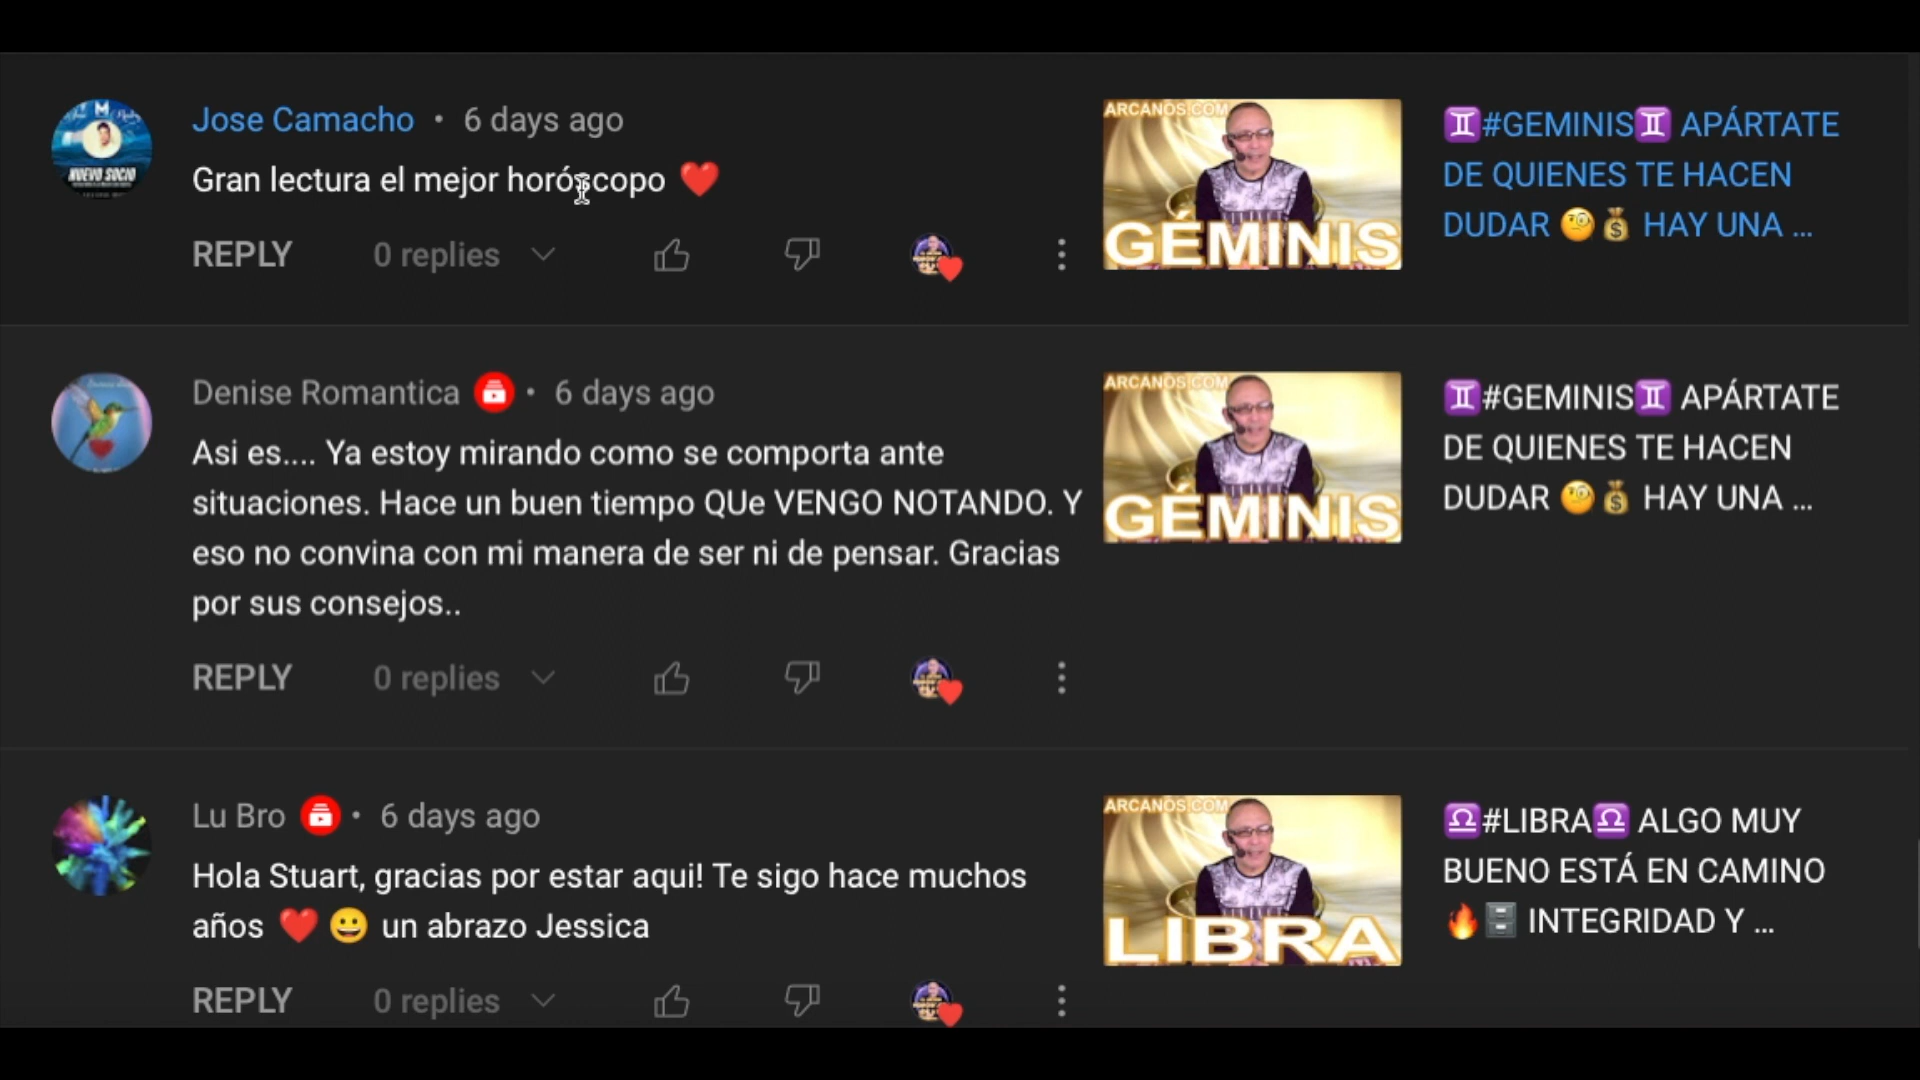 Jose Camacho • 6 days ago
Gran lectura el mejor horóscopo ❤️
REPLY 0 replies
ARCANOS.COM
GÉMINIS
♊#GEMINIS♊ APÁRTATE
DE QUIENES TE HACEN
DUDAR 🧐💰 HAY UNA ...
NUEVO SOCIO
Denise Romantica • 6 days ago
Asi es.... Ya estoy mirando como se comporta ante
situaciones. Hace un buen tiempo QUe VENGO NOTANDO. Y
eso no convina con mi manera de ser ni de pensar. Gracias
por sus consejos..
REPLY 0 replies
ARCANOS.COM
GÉMINIS
♊#GEMINIS♊ APÁRTATE
DE QUIENES TE HACEN
DUDAR 🧐💰 HAY UNA ...
Lu Bro • 6 days ago
Hola Stuart, gracias por estar aqui! Te sigo hace muchos
años ❤️ 😀 un abrazo Jessica
REPLY 0 replies
ARCANOS.COM
LIBRA
♎#LIBRA♎ ALGO MUY
BUENO ESTÁ EN CAMINO
🔥🗄️ INTEGRIDAD Y ...